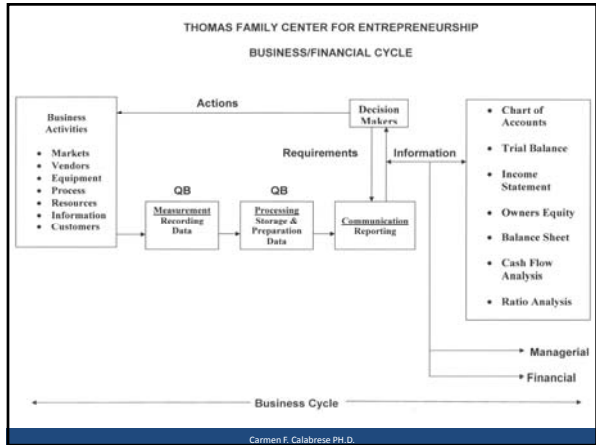 THOMAS FAMILY CENTER FOR ENTREPRENEURSHIP
BUSINESS/FINANCIAL CYCLE
Actions
Business
Activities
• Markets
• Vendors
• Equipment
• Process
• Resources
• Information
• Customers
QB
Measurement
Recording
Data
QB
Processing
Storage &
Preparation
Data
Decision
Makers
Requirements
Information
Communication
Reporting
• Chart of
Accounts
• Trial Balance
• Income
Statement
• Owners Equity
• Balance Sheet
• Cash Flow
Analysis
• Ratio Analysis
Managerial
Financial
Business Cycle
Carmen F. Calabrese PH.D.